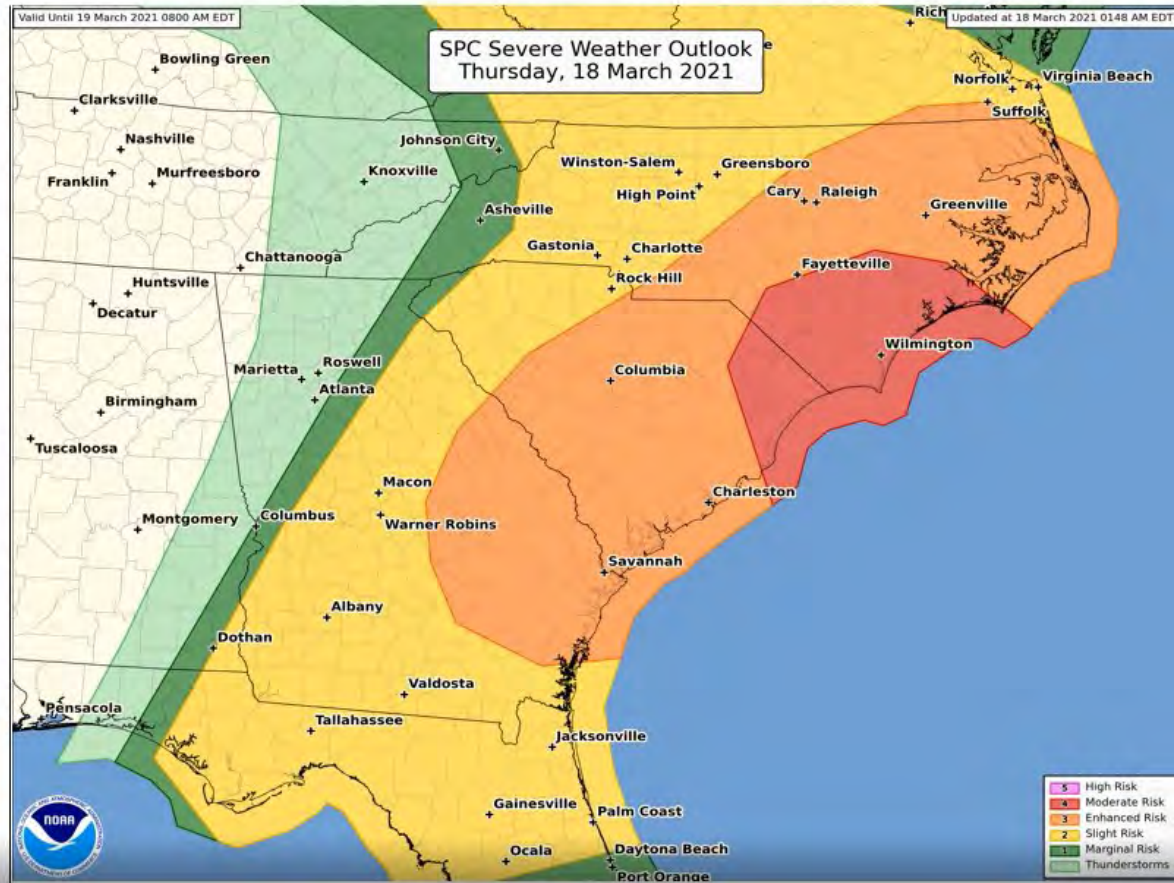 Valid Until 19 March 2021 0800 AM EDT
Updated at 18 March 2021 0148 AM EDT
SPC Severe Weather Outlook
Thursday, 18 March 2021
Bowling Green
Clarksville
Nashville
Franklin
Murfreesboro
Johnson City
Knoxville
Asheville
Chattanooga
Winston-Salem
Greensboro
High Point
Cary
Raleigh
Greenville
Norfolk
Virginia Beach
Suffolk
Gastonia
Charlotte
Rock Hill
Fayetteville
Huntsville
Decatur
Marietta
Roswell
Atlanta
Columbia
Wilmington
Birmingham
Tuscaloosa
Macon
Warner Robins
Charleston
Montgomery
Columbus
Savannah
Albany
Dothan
Valdosta
Pensacola
Tallahassee
Jacksonville
Gainesville
Palm Coast
Ocala
Daytona Beach
Port Orange
5 High Risk
4 Moderate Risk
3 Enhanced Risk
2 Slight Risk
1 Marginal Risk
Thunderstorms
NOAA